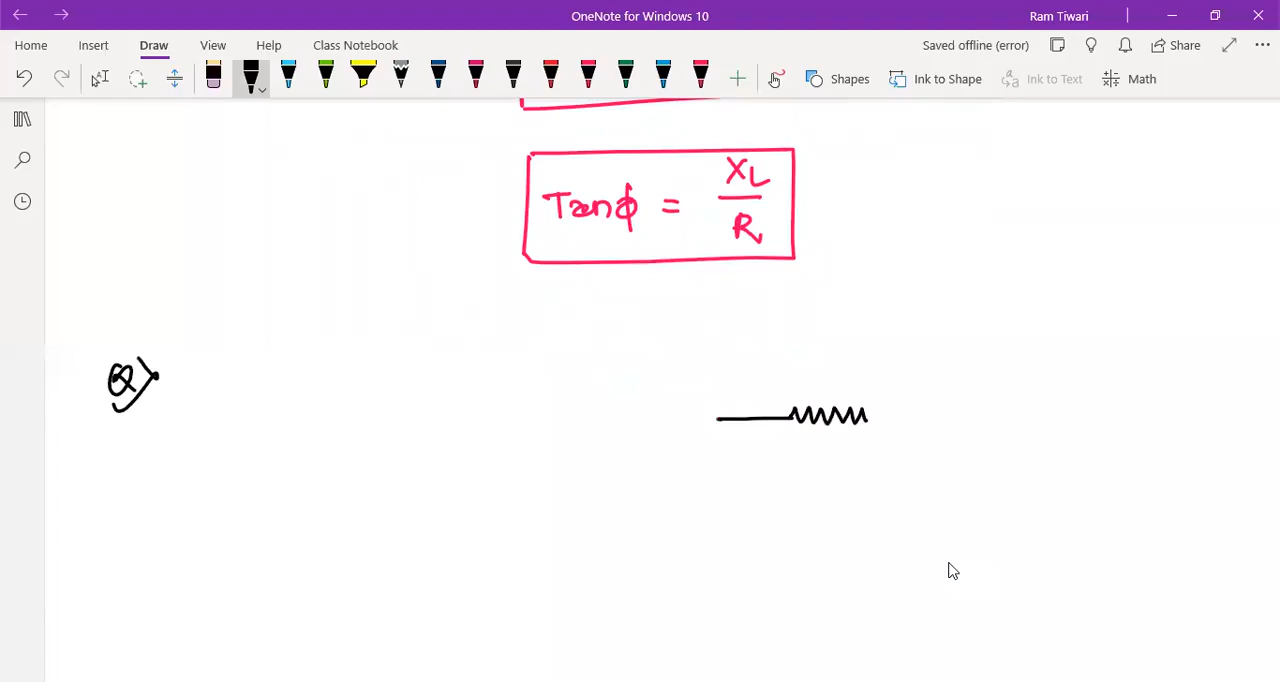 OneNote for Windows 10
Ram Tiwari
Home Insert Draw View Help Class Notebook
Saved offline (error) Share
Shapes Ink to Shape Ink to Text Math
Tanϕ = XL
R
Q>